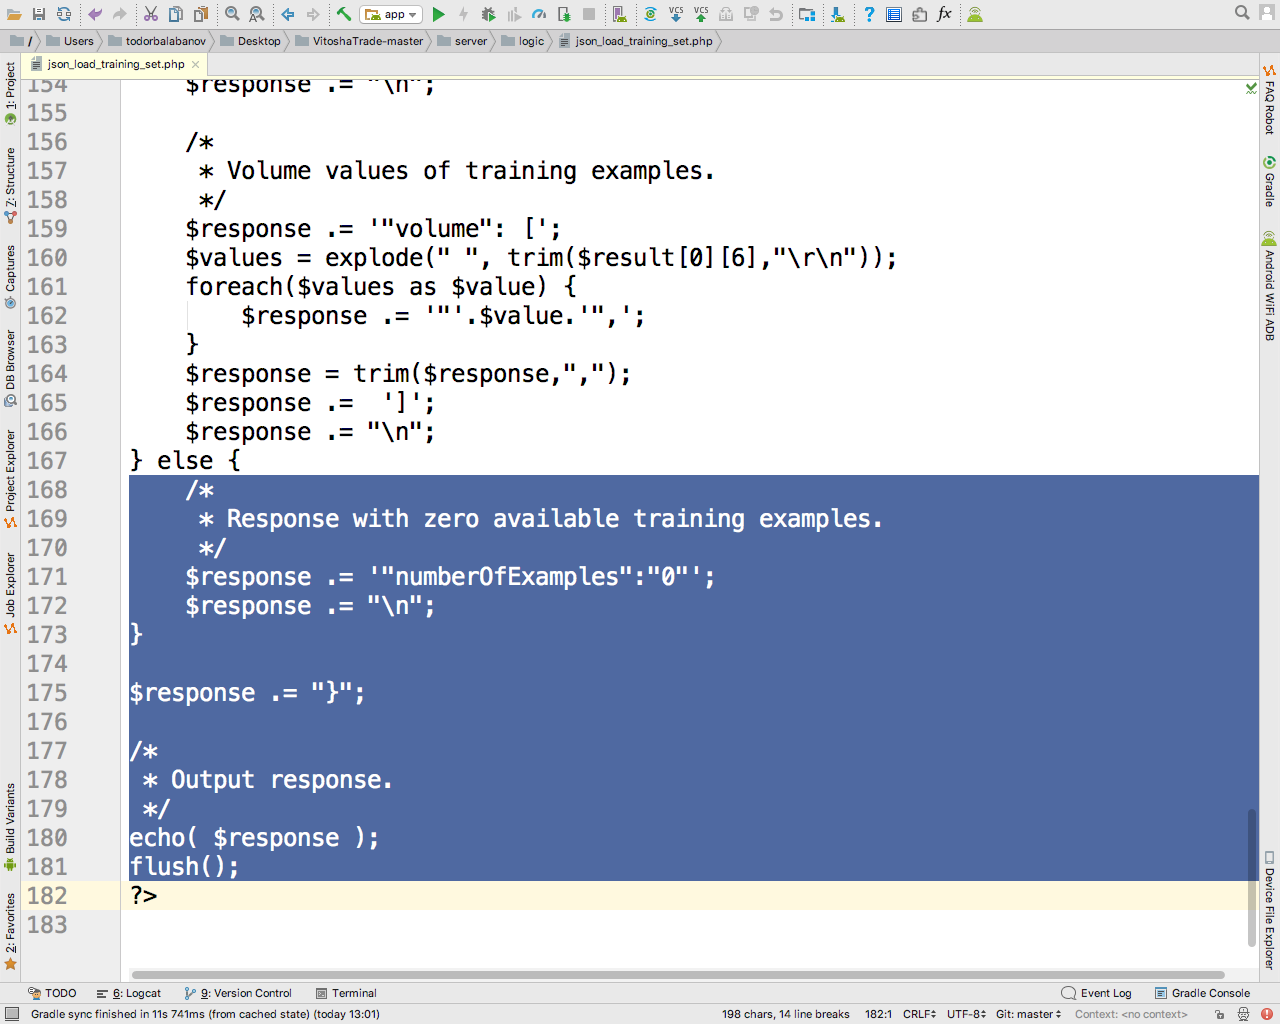 app
VCS
VCS
fx
/
Users
todorbalabanov
Desktop
VitoshaTrade-master
server
logic
json_load_training_set.php
json_load_training_set.php
1: Project
7: Structure
Captures
DB Browser
Project Explorer
Job Explorer
Build Variants
2: Favorites
154 $response .= "\n";
155
156 /*
157 * Volume values of training examples.
158 */
159 $response .= '"volume": [';
160 $values = explode(" ", trim($result[0][6],"\r\n"));
161 foreach($values as $value) {
162 $response .= '"'.$value.'",';
163 }
164 $response = trim($response,",");
165 $response .=  ']';
166 $response .= "\n";
167 } else {
168 /*
169 * Response with zero available training examples.
170 */
171 $response .= '"numberOfExamples":"0"';
172 $response .= "\n";
173 }
174
175 $response .= "}";
176
177 /*
178 * Output response.
179 */
180 echo( $response );
181 flush();
182 ?>
183
FAQ Robot
Gradle
Android WiFi ADB
Device File Explorer
TODO
6: Logcat
9: Version Control
Terminal
Event Log
Gradle Console
Gradle sync finished in 11s 741ms (from cached state) (today 13:01)
198 chars, 14 line breaks
182:1
CRLF
UTF-8
Git: master
Context: <no context>